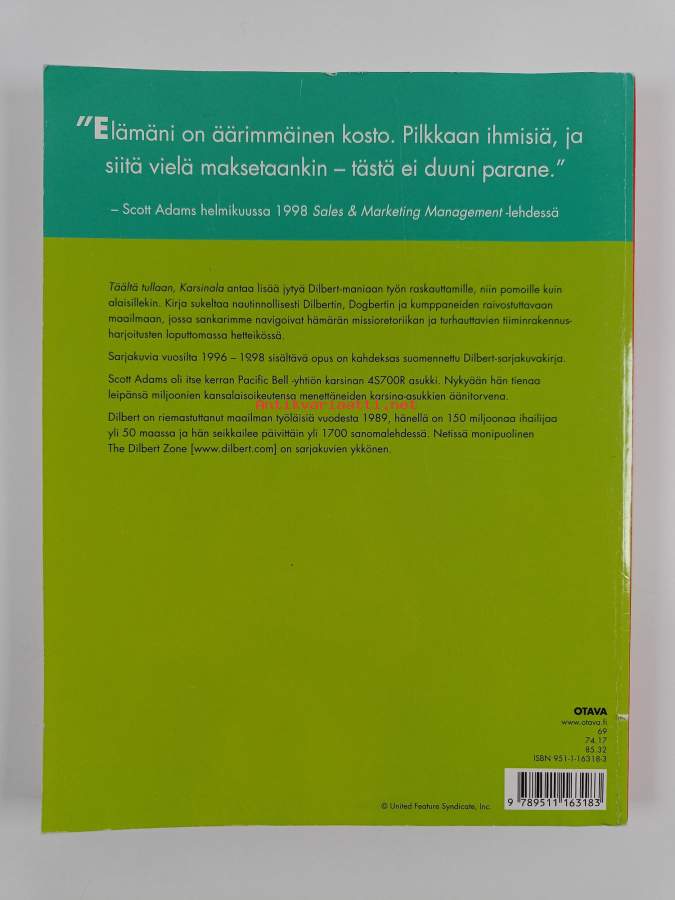 "Elämäni on äärimmäinen kosto. Pilkkaan ihmisiä, ja
siitä vielä maksetaankin – tästä ei duuni parane."
– Scott Adams helmikuussa 1998 Sales & Marketing Management -lehdessä
Täältä tullaan, Karsinala antaa lisää jytyä Dilbert-maniaan työn raskauttamille, niin pomoille kuin
alaisillekin. Kirja sukeltaa nautinnollisesti Dilbertin, Dogbertin ja kumppaneiden raivostuttavaan
maailmaan, jossa sankarimme navigoivat hämärän missioretoriikan ja turhauttavien tiiminrakennus-
harjoitusten loputtomassa hetteikössä.
Sarjakuvia vuosilta 1996 – 1998 sisältävä opus on kahdeksas suomennettu Dilbert-sarjakuvakirja.
Scott Adams oli itse kerran Pacific Bell -yhtiön karsinan 4S700R asukki. Nykyään hän tienaa
leipänsä miljoonien kansalaisoikeutensa menettäneiden karsina-asukkien äänitorvena.
antikvariaatti.net
Dilbert on riemastuttanut maailman työläisiä vuodesta 1989, hänellä on 150 miljoonaa ihailijaa
yli 50 maassa ja hän seikkailee päivittäin yli 1700 sanomalehdessä. Netissä monipuolinen
The Dilbert Zone [www.dilbert.com] on sarjakuvien ykkönen.
OTAVA
www.otava.fi
69
74.17
85.32
ISBN 951-1-16318-3
9 789511 163183
© United Feature Syndicate, Inc.